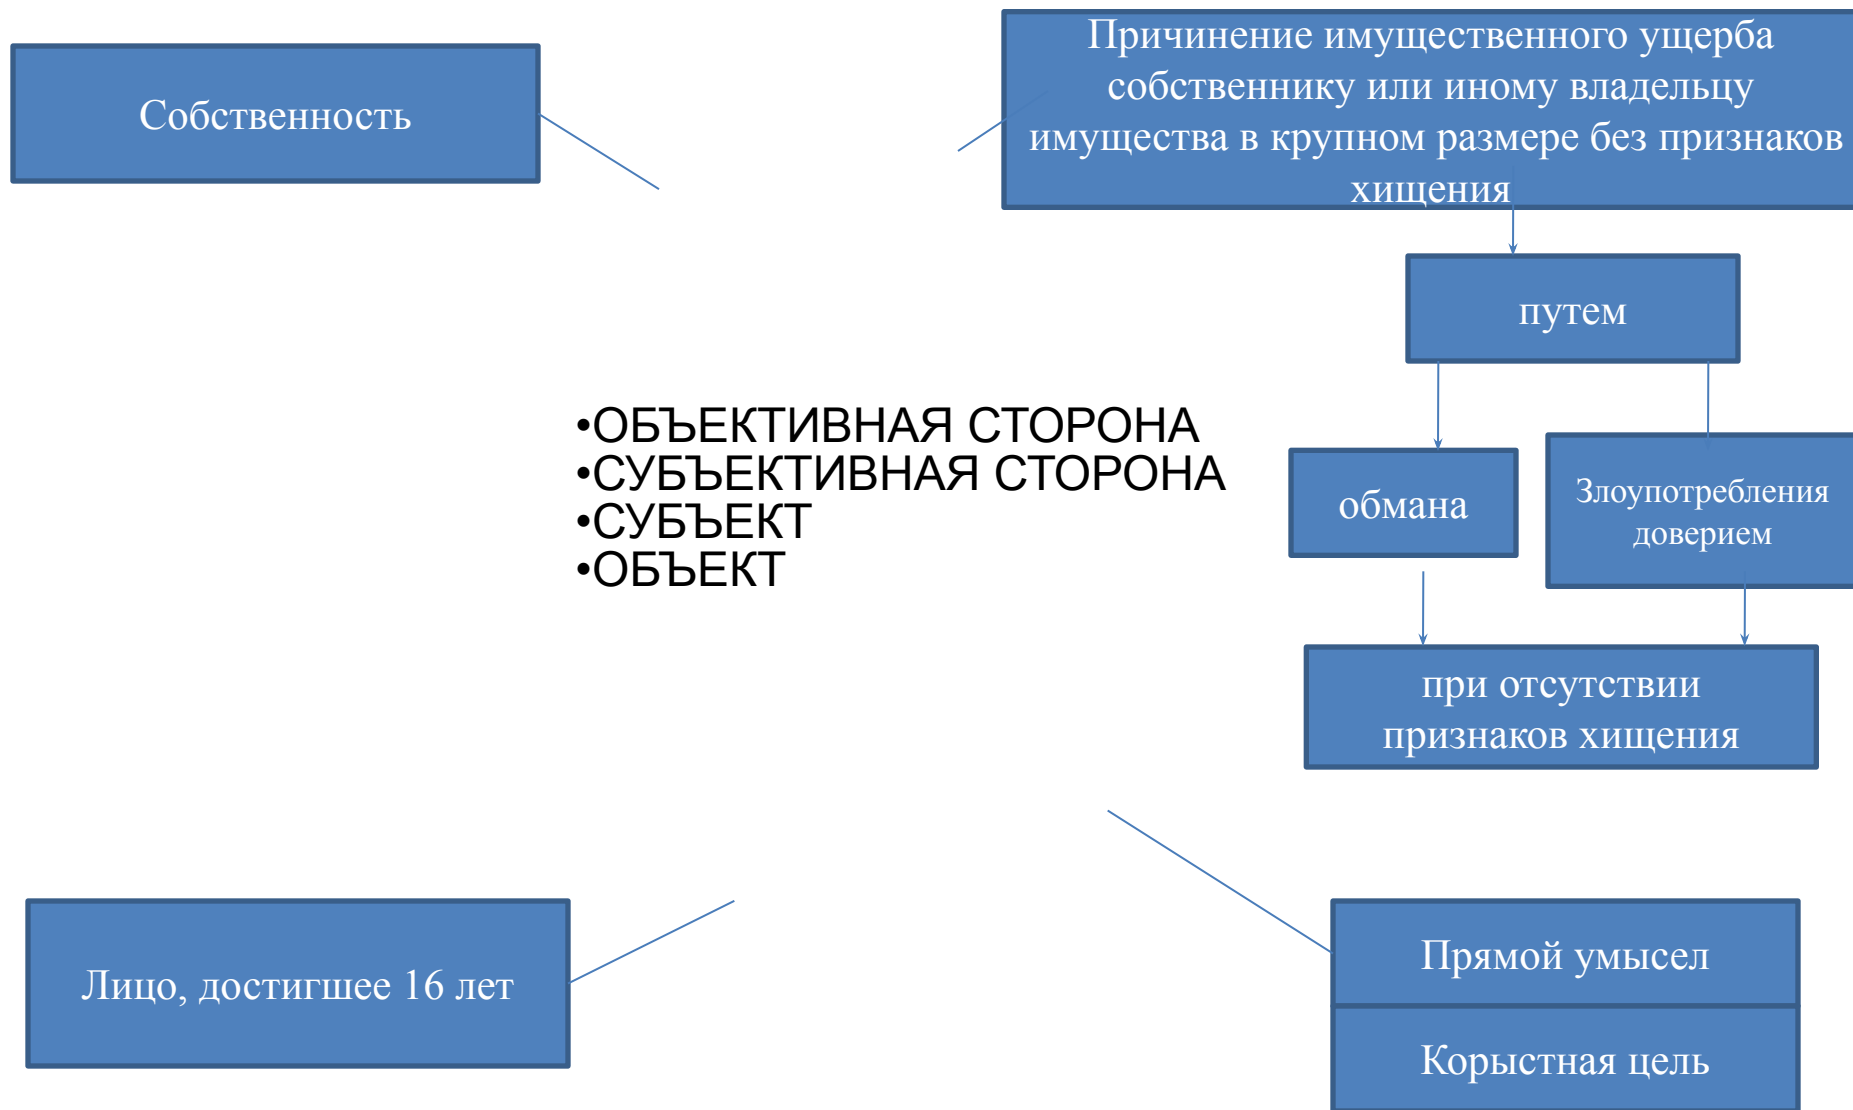 Собственность
Причинение имущественного ущерба
собственнику или иному владельцу
имущества в крупном размере без признаков
хищения
путем
•ОБЪЕКТИВНАЯ СТОРОНА
•СУБЪЕКТИВНАЯ СТОРОНА
•СУБЪЕКТ
•ОБЪЕКТ
обмана
Злоупотребления
доверием
при отсутствии
признаков хищения
Лицо, достигшее 16 лет
Прямой умысел
Корыстная цель